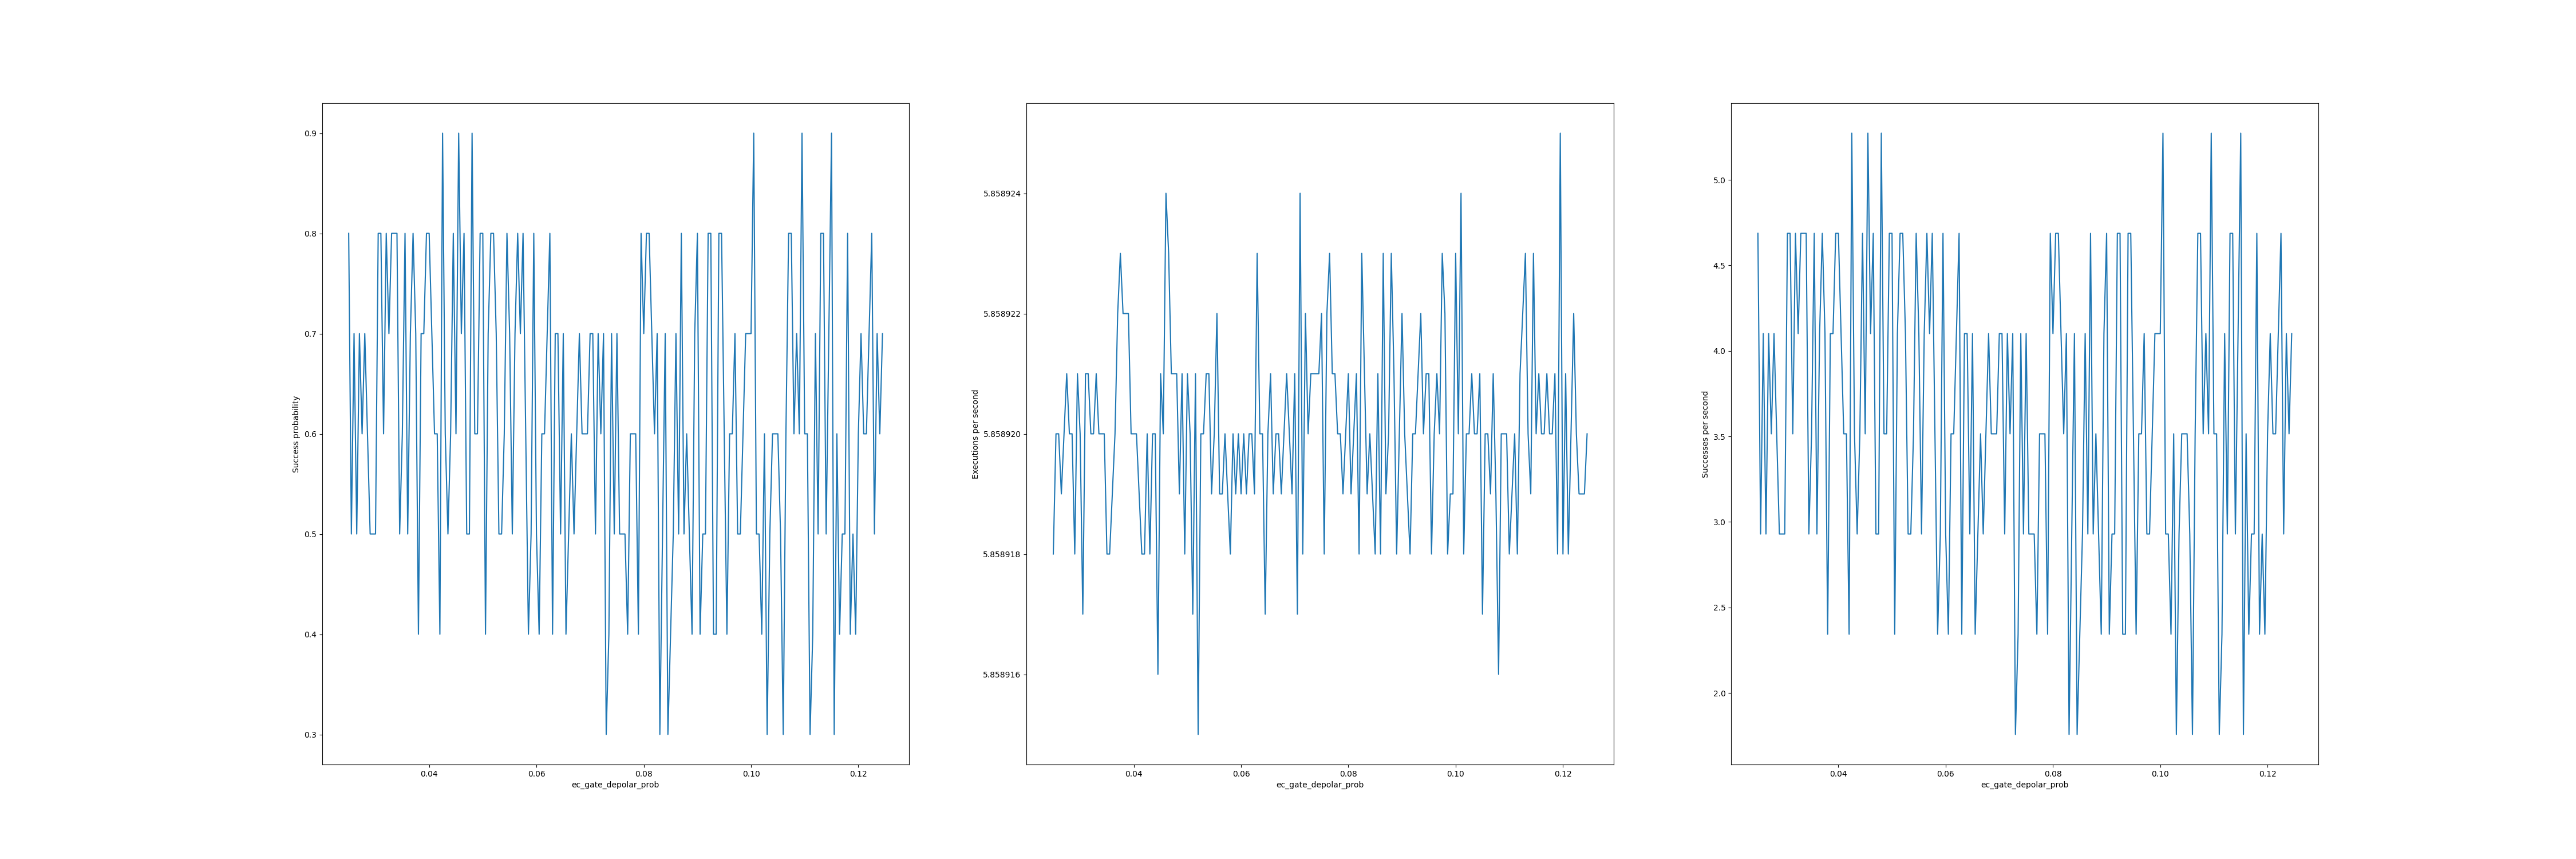 0.9
0.8
0.7
0.6
0.5
0.4
0.3
Success probability
0.04 0.06 0.08 0.10 0.12
ec_gate_depolar_prob
5.858924
5.858922
5.858920
5.858918
5.858916
Executions per second
0.04 0.06 0.08 0.10 0.12
ec_gate_depolar_prob
5.0
4.5
4.0
3.5
3.0
2.5
2.0
Successes per second
0.04 0.06 0.08 0.10 0.12
ec_gate_depolar_prob